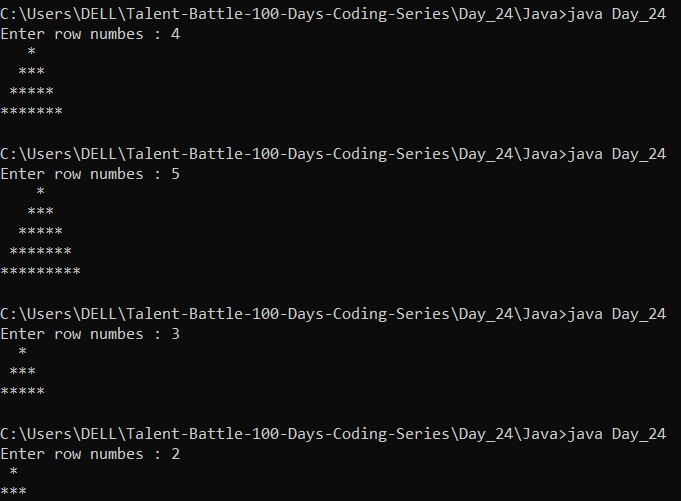 C:\Users\DELL\Talent-Battle-100-Days-Coding-Series\Day_24\Java>java Day_24
Enter row numbes : 4
   *
  ***
 *****
*******

C:\Users\DELL\Talent-Battle-100-Days-Coding-Series\Day_24\Java>java Day_24
Enter row numbes : 5
    *
   ***
  *****
 *******
*********

C:\Users\DELL\Talent-Battle-100-Days-Coding-Series\Day_24\Java>java Day_24
Enter row numbes : 3
  *
 ***
*****

C:\Users\DELL\Talent-Battle-100-Days-Coding-Series\Day_24\Java>java Day_24
Enter row numbes : 2
 *
***